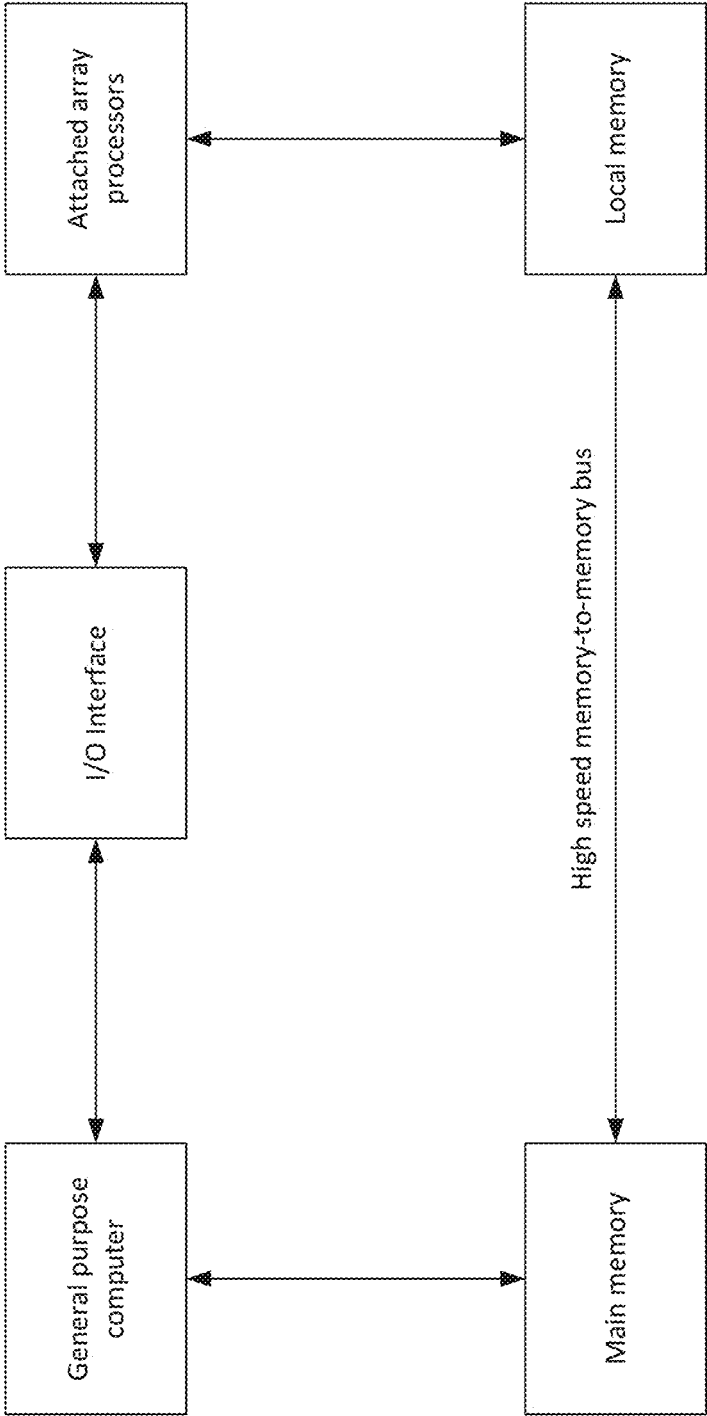 General purpose
computer
I/O Interface
Attached array
processors
Main memory
High speed memory-to-memory bus
Local memory